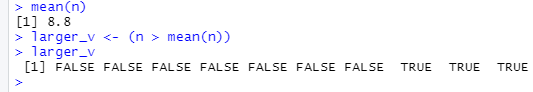 > mean(n)
[1] 8.8
> larger_v <- (n > mean(n))
> larger_v
[1] FALSE FALSE FALSE FALSE FALSE FALSE FALSE TRUE TRUE TRUE
>